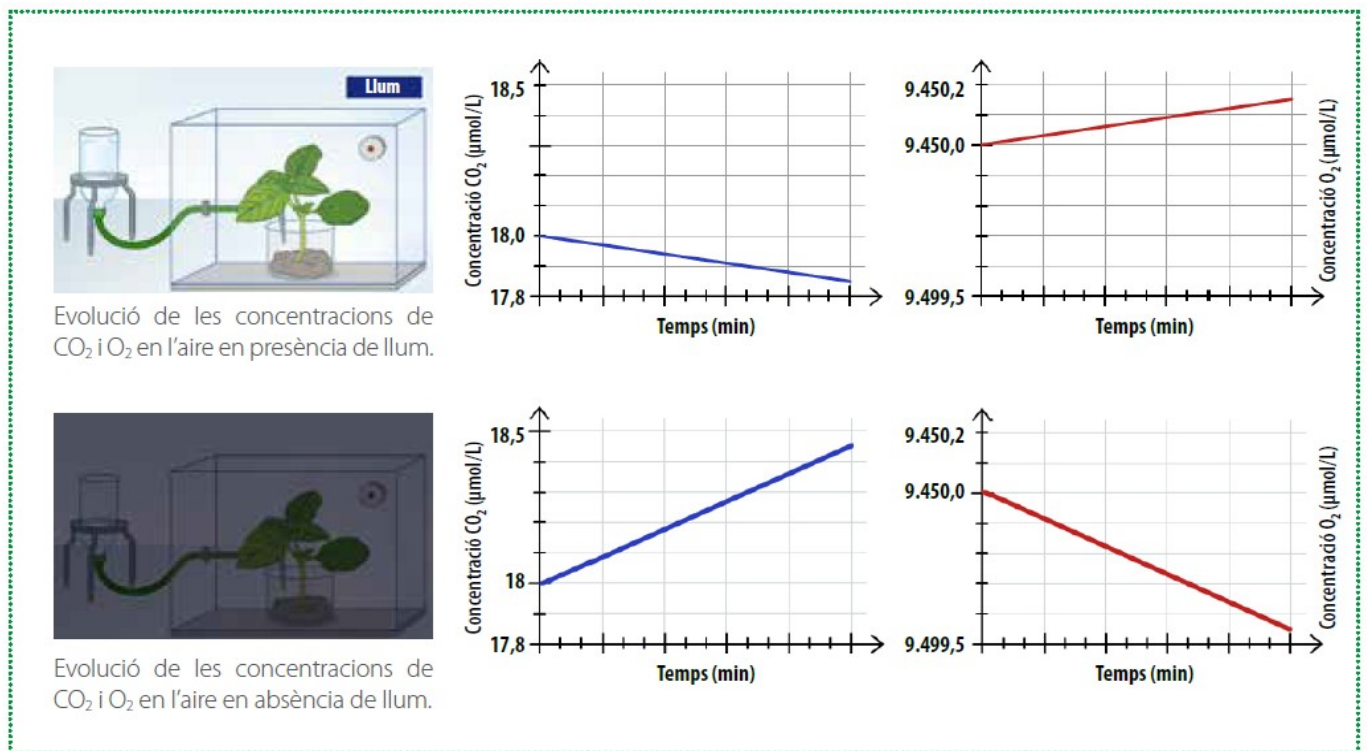 Llum
18,5
18,0
17,8
Concentració CO₂ (µmol/L)
Temps (min)
9.450,2
9.450,0
9.499,5
Concentració O₂ (µmol/L)
Temps (min)
Evolució de les concentracions de
CO₂ i O₂ en l'aire en presència de llum.
18,5
18
17,8
Concentració CO₂ (µmol/L)
Temps (min)
9.450,2
9.450,0
9.499,5
Concentració O₂ (µmol/L)
Temps (min)
Evolució de les concentracions de
CO₂ i O₂ en l'aire en absència de llum.